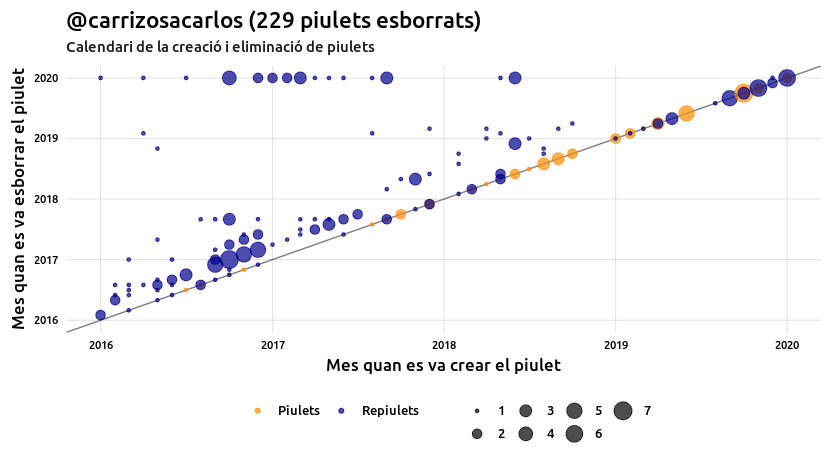 @carrizosacarlos (229 piulets esborrats)
Calendari de la creació i eliminació de piulets
Mes quan es va esborrar el piulet
2020
2019
2018
2017
2016
2016 2017 2018 2019 2020
Mes quan es va crear el piulet
Piulets Repiulets 1 3 5 7
2 4 6